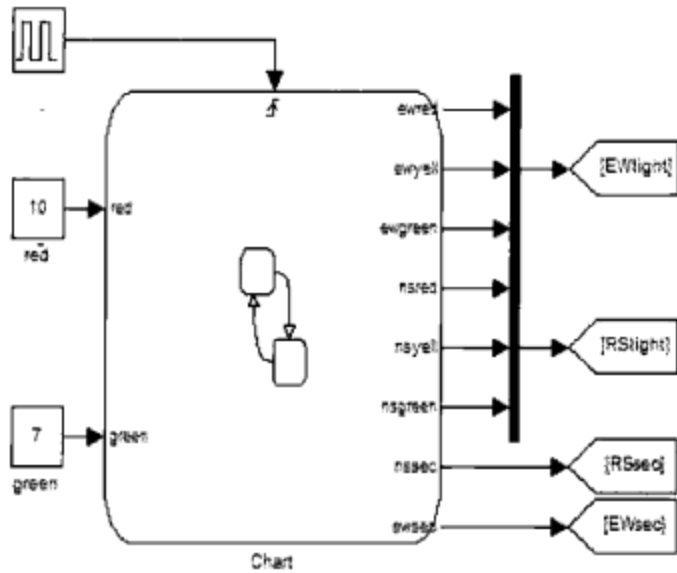 ewred
[EWlight]
ewyell
10
red
red
ewgreen
nsred
nsyell
[RSlight]
nsgreen
7
green
green
nssec
[RSsec]
ewsec
[EWsec]
Chart